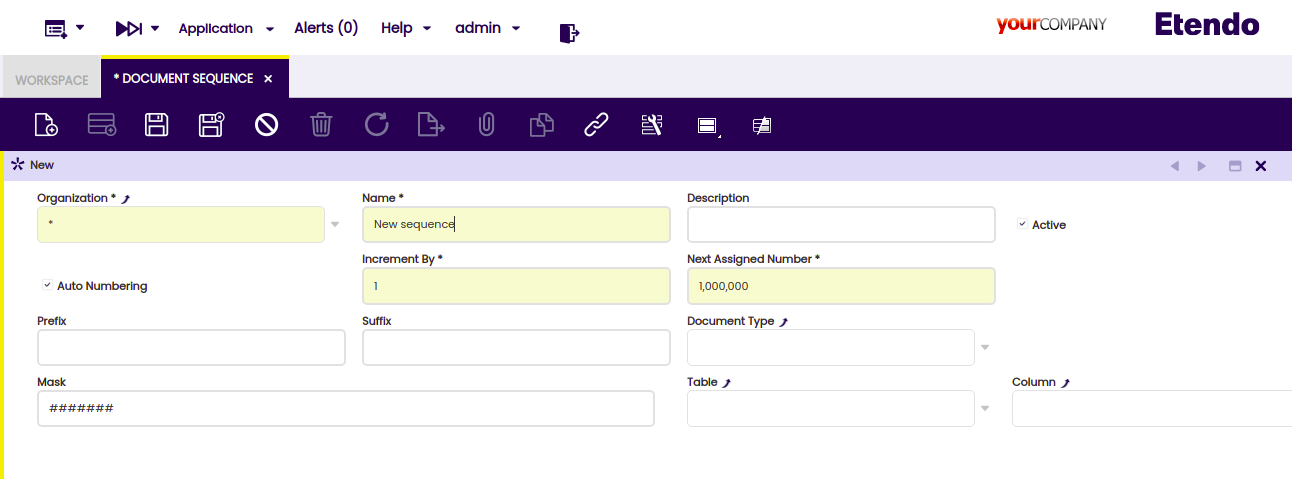 Application Alerts (0) Help admin yourCOMPANY Etendo
WORKSPACE * DOCUMENT SEQUENCE
New
Organization * Name * Description
* New sequence Active
Increment By * Next Assigned Number *
Auto Numbering 1 1,000,000
Prefix Suffix Document Type
Mask Table Column
#######